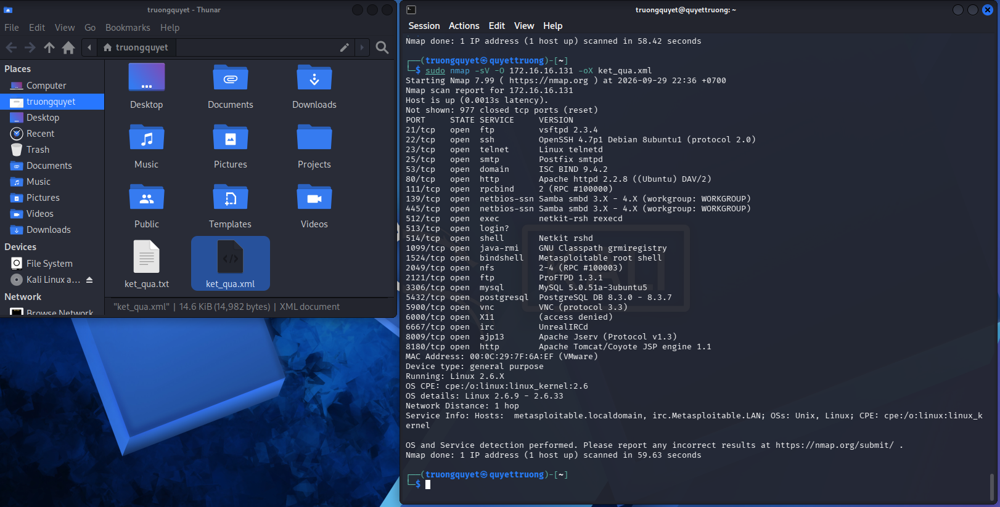 truongquyet - Thunar
File Edit View Go Bookmarks Help
truongquyet
Places
Computer
truongquyet
Desktop
Recent
Trash
Documents
Music
Pictures
Videos
Downloads
Devices
File System
Kali Linux a...
Network
Browse Network
Desktop Documents Downloads
Music Pictures Projects
Public Templates Videos
ket_qua.txt ket_qua.xml
"ket_qua.xml" | 14.6 KiB (14,982 bytes) | XML document
truongquyet@quyettruong: ~
Session Actions Edit View Help
Nmap done: 1 IP address (1 host up) scanned in 58.42 seconds
┌──(truongquyet㉿quyettruong)-[~]
└─$ sudo nmap -sV -O 172.16.16.131 -oX ket_qua.xml
Starting Nmap 7.99 ( https://nmap.org ) at 2026-09-29 22:36 +0700
Nmap scan report for 172.16.16.131
Host is up (0.0013s latency).
Not shown: 977 closed tcp ports (reset)
PORT STATE SERVICE VERSION
21/tcp open ftp vsftpd 2.3.4
22/tcp open ssh OpenSSH 4.7p1 Debian 8ubuntu1 (protocol 2.0)
23/tcp open telnet Linux telnetd
25/tcp open smtp Postfix smtpd
53/tcp open domain ISC BIND 9.4.2
80/tcp open http Apache httpd 2.2.8 ((Ubuntu) DAV/2)
111/tcp open rpcbind 2 (RPC #100000)
139/tcp open netbios-ssn Samba smbd 3.X - 4.X (workgroup: WORKGROUP)
445/tcp open netbios-ssn Samba smbd 3.X - 4.X (workgroup: WORKGROUP)
512/tcp open exec netkit-rsh rexecd
513/tcp open login?
514/tcp open shell Netkit rshd
1099/tcp open java-rmi GNU Classpath grmiregistry
1524/tcp open bindshell Metasploitable root shell
2049/tcp open nfs 2-4 (RPC #100003)
2121/tcp open ftp ProFTPD 1.3.1
3306/tcp open mysql MySQL 5.0.51a-3ubuntu5
5432/tcp open postgresql PostgreSQL DB 8.3.0 - 8.3.7
5900/tcp open vnc VNC (protocol 3.3)
6000/tcp open X11 (access denied)
6667/tcp open irc UnrealIRCd
8009/tcp open ajp13 Apache Jserv (Protocol v1.3)
8180/tcp open http Apache Tomcat/Coyote JSP engine 1.1
MAC Address: 00:0C:29:7F:6A:EF (VMware)
Device type: general purpose
Running: Linux 2.6.X
OS CPE: cpe:/o:linux:linux_kernel:2.6
OS details: Linux 2.6.9 - 2.6.33
Network Distance: 1 hop
Service Info: Hosts:  metasploitable.localdomain, irc.Metasploitable.LAN; OSs: Unix, Linux; CPE: cpe:/o:linux:linux_k
ernel
OS and Service detection performed. Please report any incorrect results at https://nmap.org/submit/ .
Nmap done: 1 IP address (1 host up) scanned in 59.63 seconds
┌──(truongquyet㉿quyettruong)-[~]
└─$